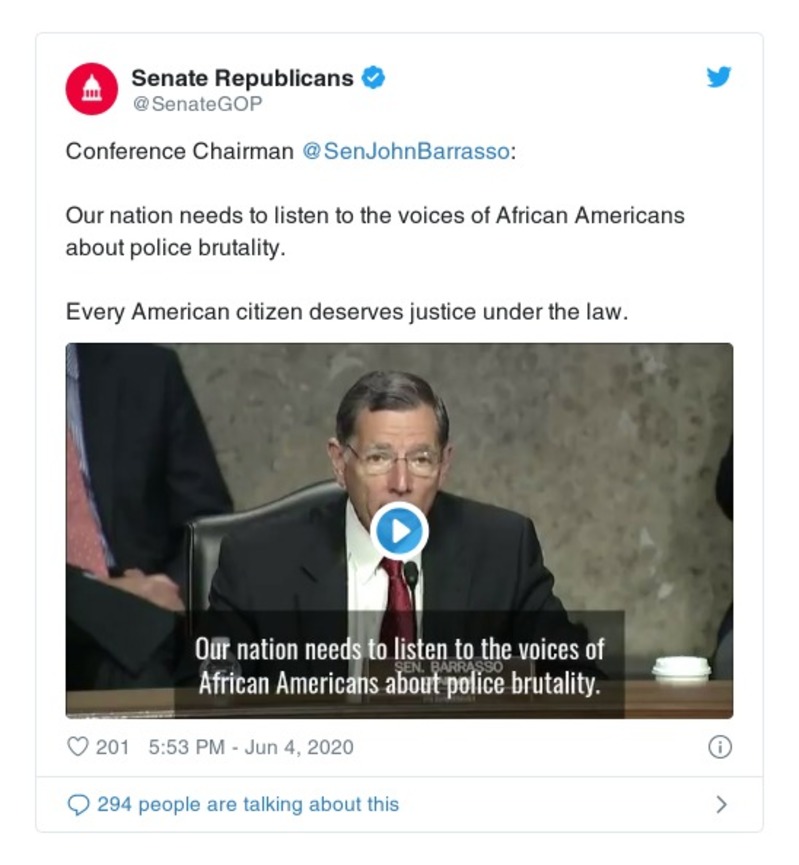 Senate Republicans
@SenateGOP
Conference Chairman @SenJohnBarrasso:
Our nation needs to listen to the voices of African Americans
about police brutality.
Every American citizen deserves justice under the law.
Our nation needs to listen to the voices of
SEN. BARRASSO
African Americans about police brutality.
201 5:53 PM - Jun 4, 2020
294 people are talking about this